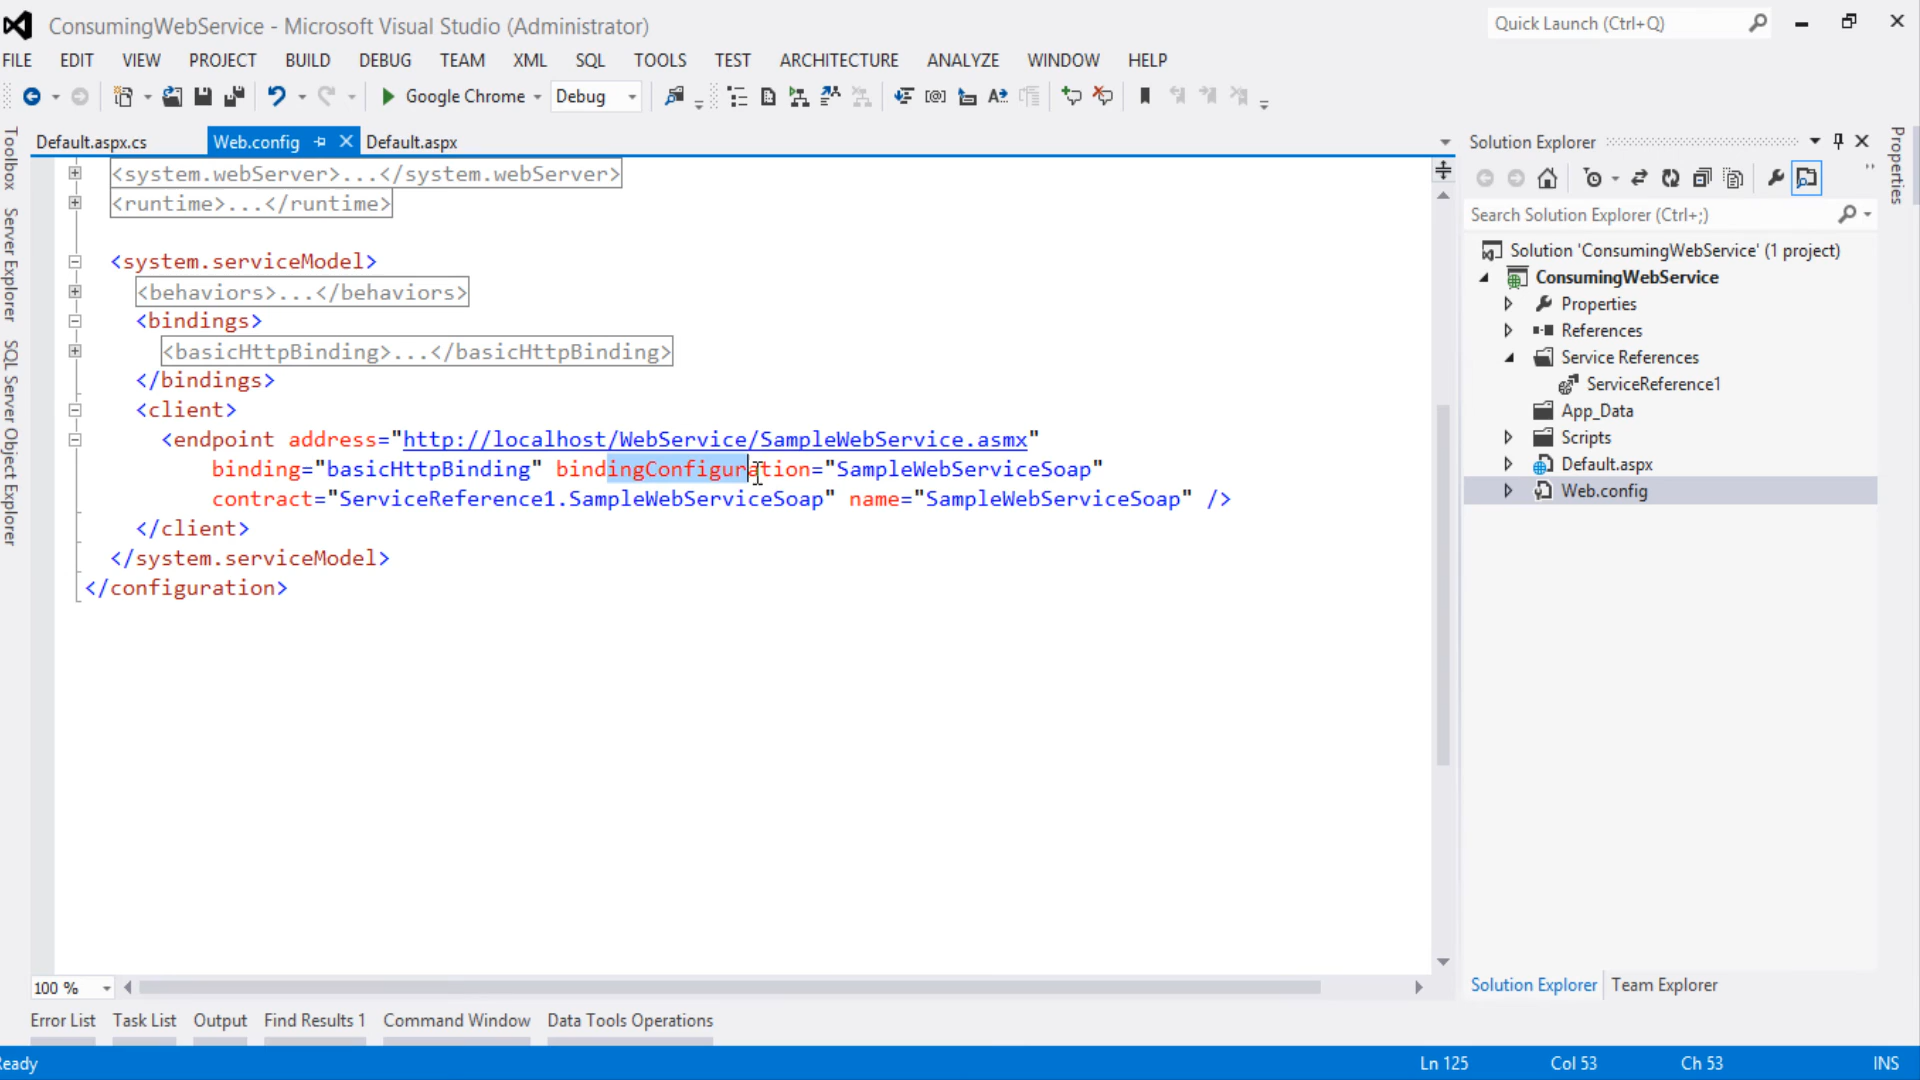 ConsumingWebService - Microsoft Visual Studio (Administrator)
Quick Launch (Ctrl+Q)
FILE EDIT VIEW PROJECT BUILD DEBUG TEAM XML SQL TOOLS TEST ARCHITECTURE ANALYZE WINDOW HELP
Google Chrome Debug
Default.aspx.cs Web.config Default.aspx
Toolbox
Server Explorer
SQL Server Object Explorer
<system.webServer>...</system.webServer>
<runtime>...</runtime>
<system.serviceModel>
<behaviors>...</behaviors>
<bindings>
<basicHttpBinding>...</basicHttpBinding>
</bindings>
<client>
<endpoint address="http://localhost/WebService/SampleWebService.asmx"
binding="basicHttpBinding" bindingConfiguration="SampleWebServiceSoap"
contract="ServiceReference1.SampleWebServiceSoap" name="SampleWebServiceSoap" />
</client>
</system.serviceModel>
</configuration>
Solution Explorer
Search Solution Explorer (Ctrl+;)
Solution 'ConsumingWebService' (1 project)
ConsumingWebService
Properties
References
Service References
ServiceReference1
App_Data
Scripts
Default.aspx
Web.config
Properties
100 %
Solution Explorer Team Explorer
Error List Task List Output Find Results 1 Command Window Data Tools Operations
eady Ln 125 Col 53 Ch 53 INS